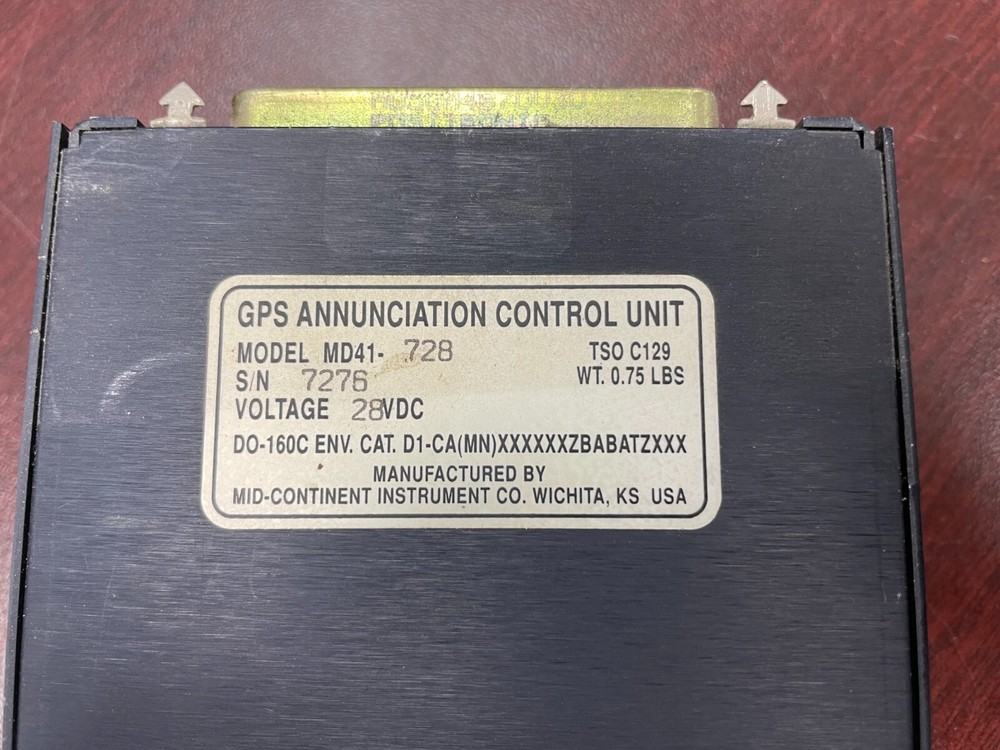 POSITRONIC
GPS ANNUNCIATION CONTROL UNIT
MODEL MD41- 728
TSO C129
S/N 7276
WT. 0.75 LBS
VOLTAGE 28VDC
DO-160C ENV. CAT. D1-CA(MN)XXXXXXZBABATZXXX
MANUFACTURED BY
MID-CONTINENT INSTRUMENT CO. WICHITA, KS USA